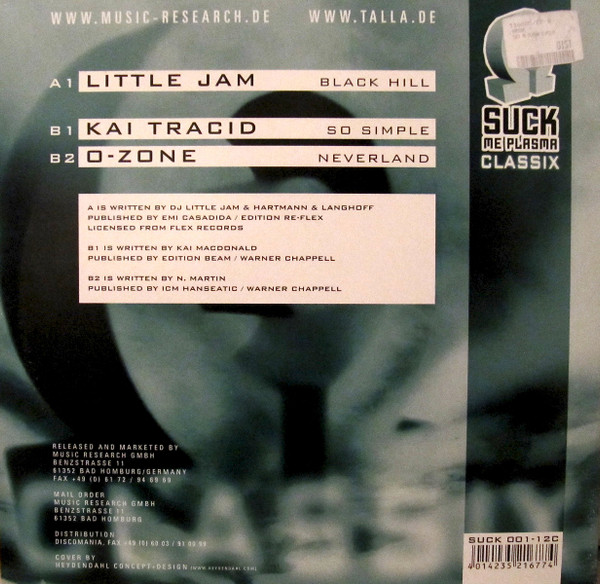 WWW.MUSIC-RESEARCH.DE WWW.TALLA.DE
A1 LITTLE JAM BLACK HILL
B1 KAI TRACID SO SIMPLE
B2 O-ZONE NEVERLAND
A IS WRITTEN BY DJ LITTLE JAM & HARTMANN & LANGHOFF
PUBLISHED BY EMI CASADIDA / EDITION RE-FLEX
LICENSED FROM FLEX RECORDS
B1 IS WRITTEN BY KAI MACDONALD
PUBLISHED BY EDITION BEAM / WARNER CHAPPELL
B2 IS WRITTEN BY N. MARTIN
PUBLISHED BY ICM HANSEATIC / WARNER CHAPPELL
RELEASED AND MARKETED BY
MUSIC RESEARCH GMBH
BENZSTRASSE 11
61352 BAD HOMBURG/GERMANY
FAX +49 (0) 61 72 / 94 69 69
MAIL ORDER
MUSIC RESEARCH GMBH
BENZSTRASSE 11
61352 BAD HOMBURG
DISTRIBUTION
DISCOMANIA, FAX
COVER BY
HEYDENDAHL CONCEPT+DESIGN (WWW.HEYDENDAHL.COM)
SUCK
ME PLASMA
CLASSIX
SUCK 001-12C
4014235216774